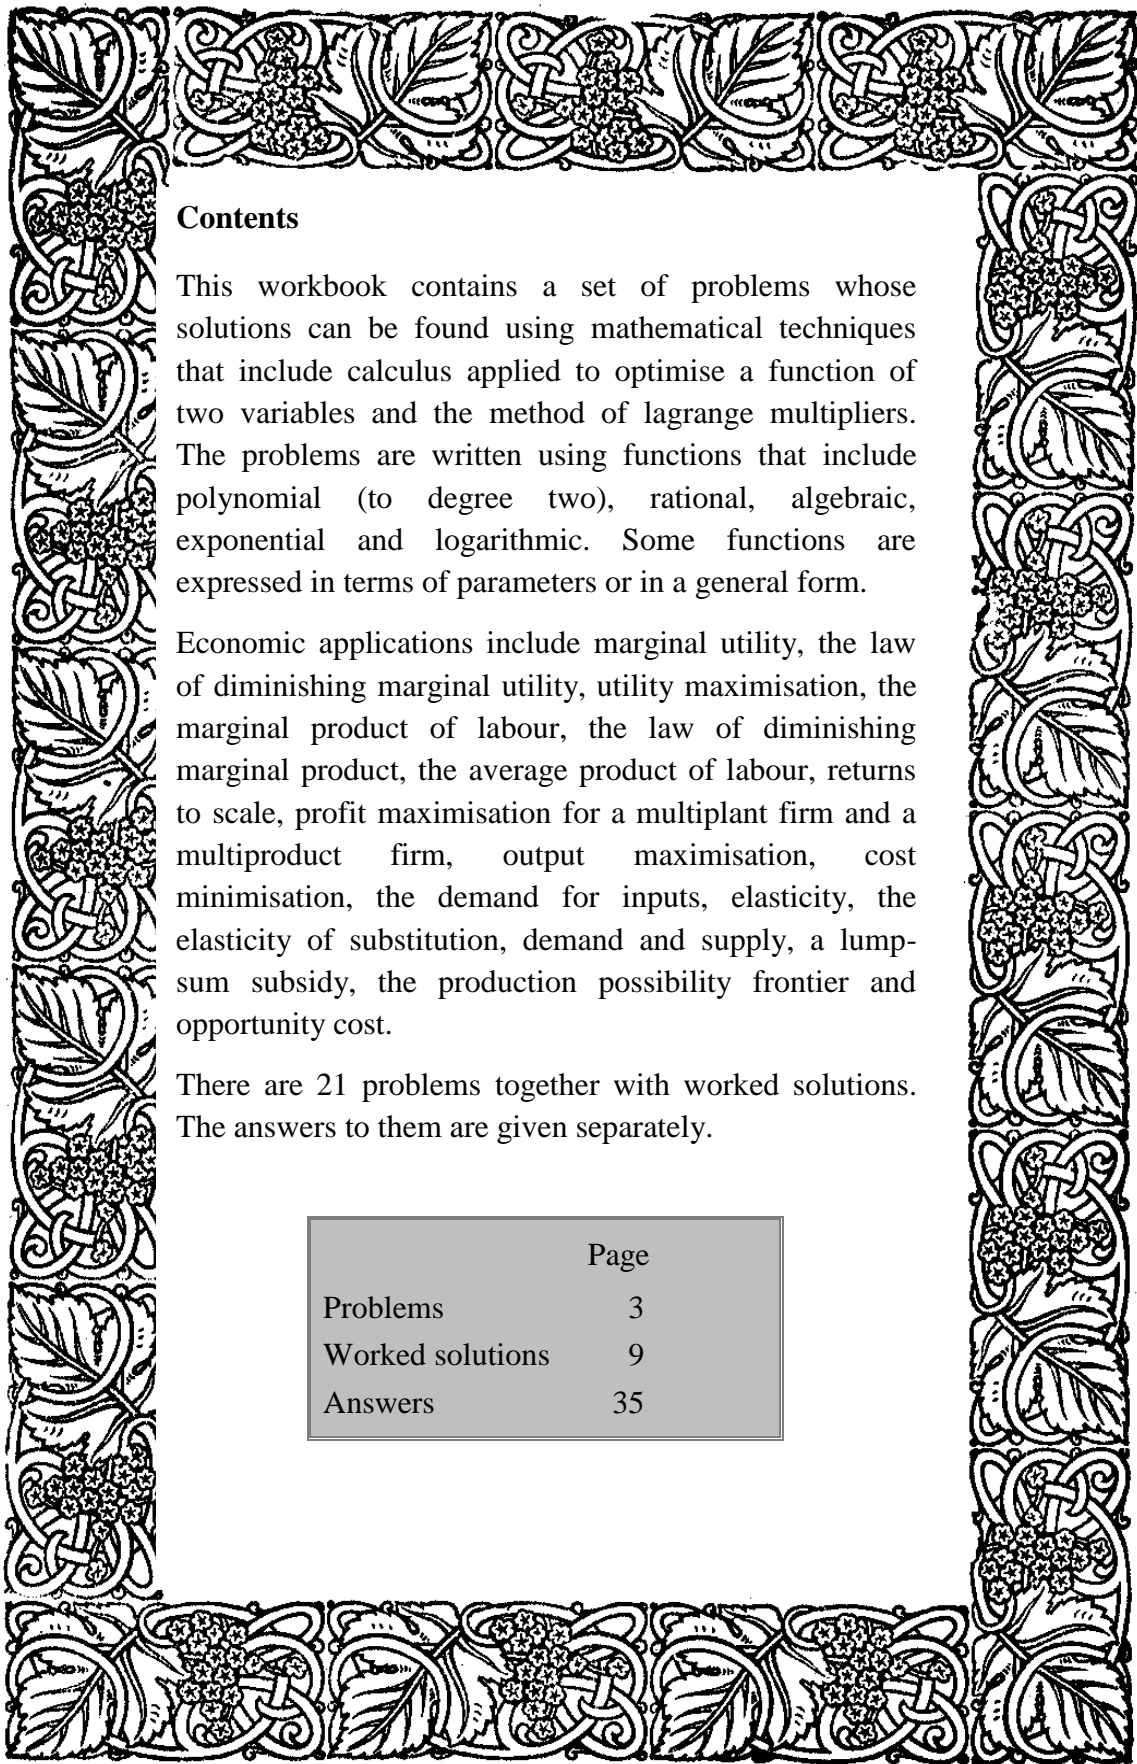 Contents
This workbook contains a set of problems whose
solutions can be found using mathematical techniques
that include calculus applied to optimise a function of
two variables and the method of lagrange multipliers.
The problems are written using functions that include
polynomial (to degree two), rational, algebraic,
exponential and logarithmic. Some functions are
expressed in terms of parameters or in a general form.
Economic applications include marginal utility, the law
of diminishing marginal utility, utility maximisation, the
marginal product of labour, the law of diminishing
marginal product, the average product of labour, returns
to scale, profit maximisation for a multiplant firm and a
multiproduct firm, output maximisation, cost
minimisation, the demand for inputs, elasticity, the
elasticity of substitution, demand and supply, a lump-
sum subsidy, the production possibility frontier and
opportunity cost.
There are 21 problems together with worked solutions.
The answers to them are given separately.
Page
Problems 3
Worked solutions 9
Answers 35